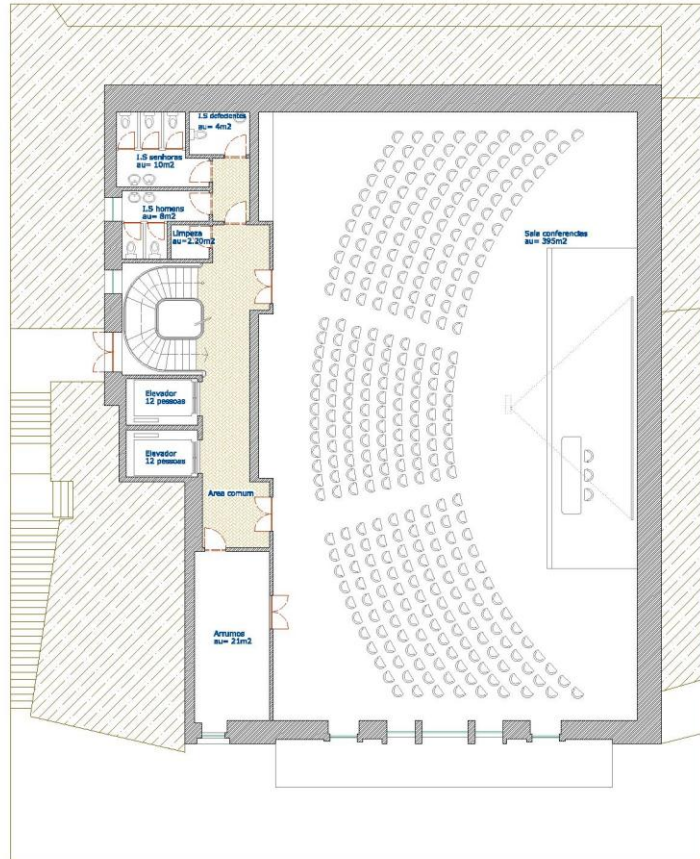 I.S defecientes
au= 4m2
I.S senhoras
au= 10m2
I.S homens
au= 8m2
Limpeza
au=2.20m2
Sala conferencias
au= 395m2
Elevador
12 pessoas
Elevador
12 pessoas
Area comum
Arrumos
au= 21m2